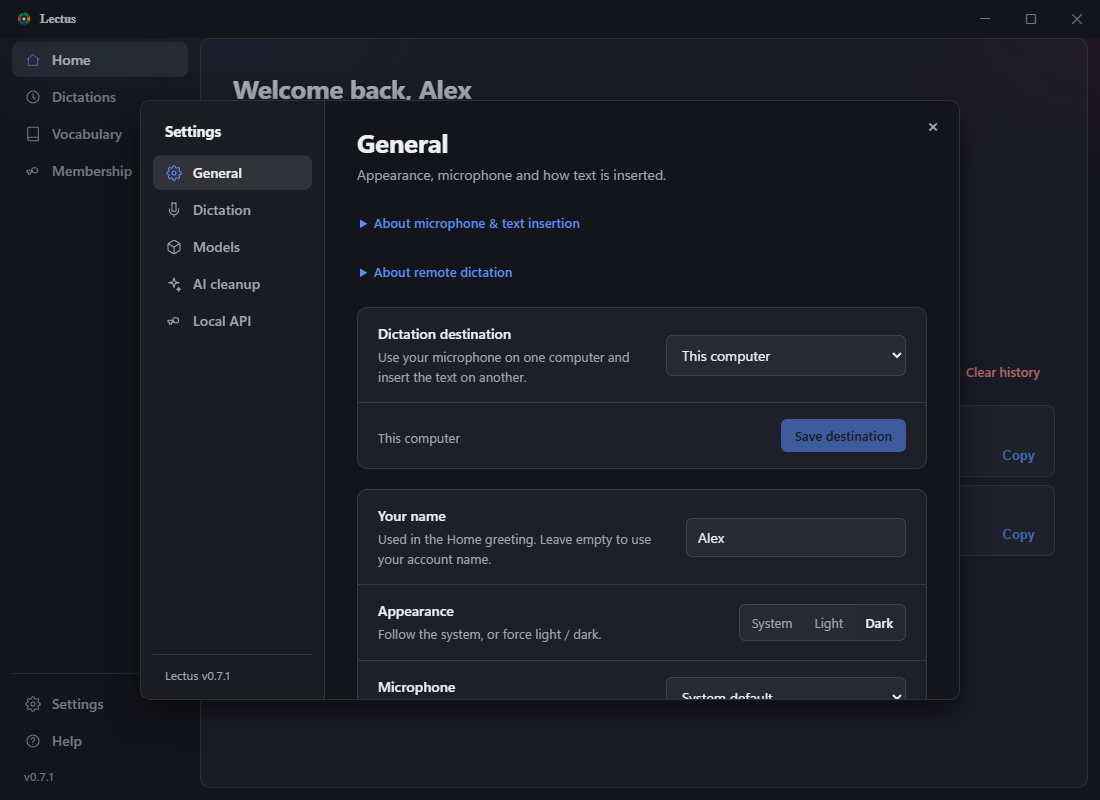 Lectus
Home
Dictations
Vocabulary
Membership
Welcome back, Alex
Clear history
Copy
Copy
Settings
Help
v0.7.1
Settings
General
Dictation
Models
AI cleanup
Local API
Lectus v0.7.1
General
Appearance, microphone and how text is inserted.
About microphone & text insertion
About remote dictation
Dictation destination
Use your microphone on one computer and
insert the text on another.
This computer
This computer
Save destination
Your name
Used in the Home greeting. Leave empty to use
your account name.
Alex
Appearance
Follow the system, or force light / dark.
System Light Dark
Microphone
System default